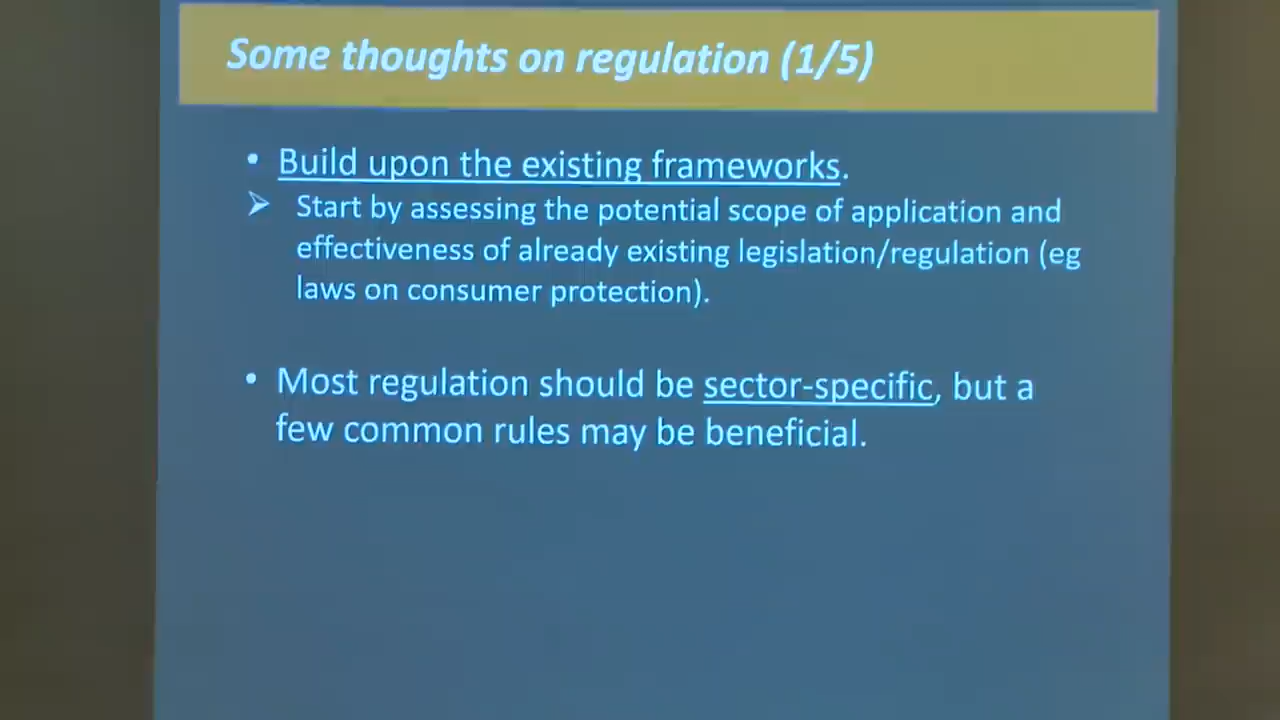 Some thoughts on regulation (1/5)
• Build upon the existing frameworks.
➢ Start by assessing the potential scope of application and
effectiveness of already existing legislation/regulation (eg
laws on consumer protection).
• Most regulation should be sector-specific, but a
few common rules may be beneficial.